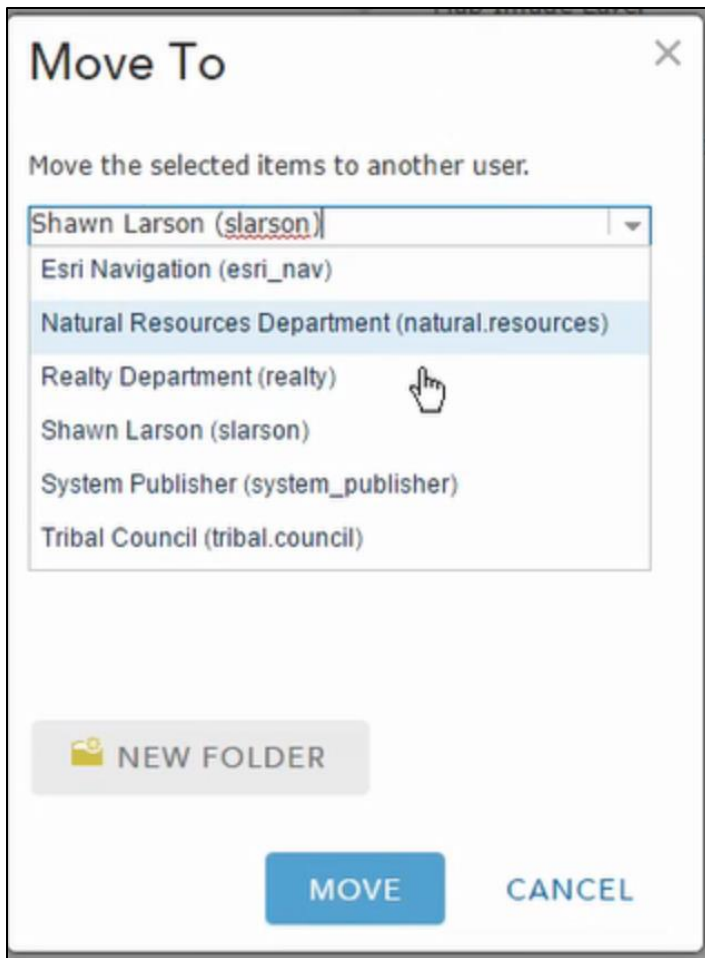 Move To
Move the selected items to another user.
Shawn Larson (slarson)
Esri Navigation (esri_nav)
Natural Resources Department (natural.resources)
Realty Department (realty)
Shawn Larson (slarson)
System Publisher (system_publisher)
Tribal Council (tribal.council)
NEW FOLDER
MOVE CANCEL